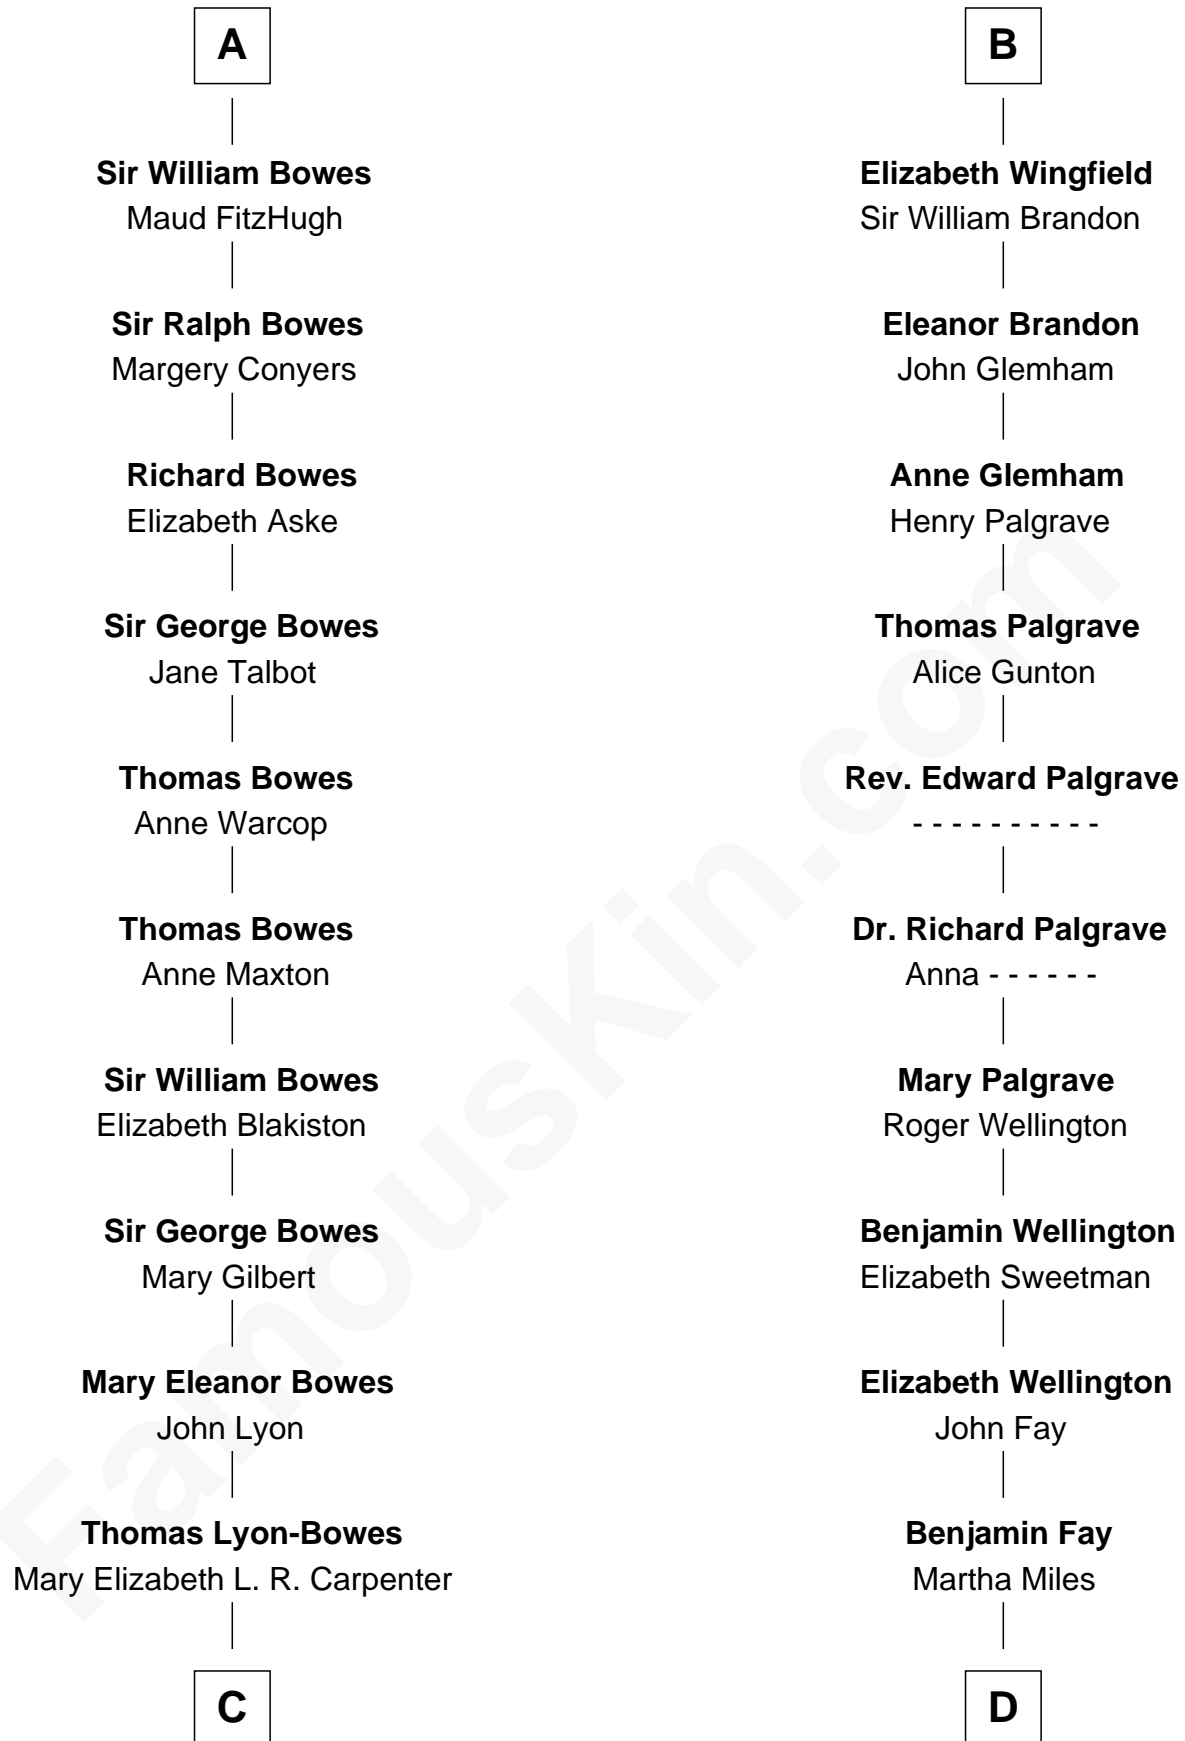 A
Sir William Bowes
Maud FitzHugh
Sir Ralph Bowes
Margery Conyers
Richard Bowes
Elizabeth Aske
Sir George Bowes
Jane Talbot
Thomas Bowes
Anne Warcop
Thomas Bowes
Anne Maxton
Sir William Bowes
Elizabeth Blakiston
Sir George Bowes
Mary Gilbert
Mary Eleanor Bowes
John Lyon
Thomas Lyon-Bowes
Mary Elizabeth L. R. Carpenter
C
B
Elizabeth Wingfield
Sir William Brandon
Eleanor Brandon
John Glemham
Anne Glemham
Henry Palgrave
Thomas Palgrave
Alice Gunton
Rev. Edward Palgrave
- - - - - - - - - -
Dr. Richard Palgrave
Anna - - - - - -
Mary Palgrave
Roger Wellington
Benjamin Wellington
Elizabeth Sweetman
Elizabeth Wellington
John Fay
Benjamin Fay
Martha Miles
D
FamousKin.com